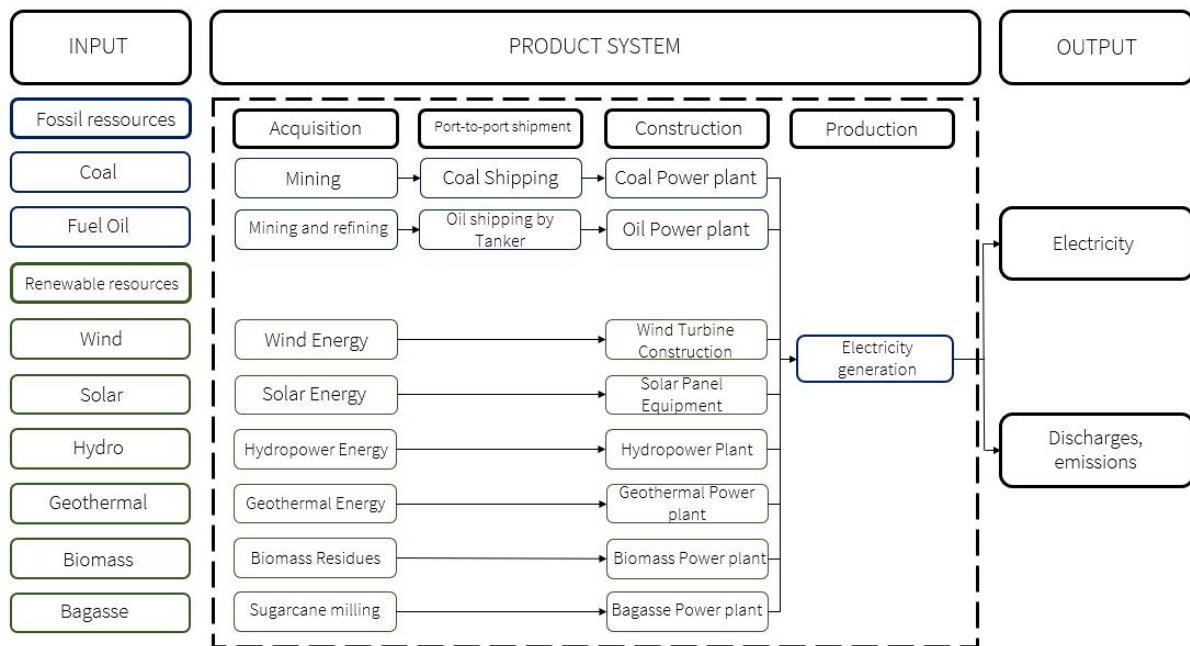 INPUT
PRODUCT SYSTEM
OUTPUT
Fossil ressources
Coal
Fuel Oil
Renewable resources
Wind
Solar
Hydro
Geothermal
Biomass
Bagasse
Acquisition
Port-to-port shipment
Construction
Production
Mining
Coal Shipping
Coal Power plant
Mining and refining
Oil shipping by
Tanker
Oil Power plant
Wind Energy
Wind Turbine
Construction
Solar Energy
Solar Panel
Equipment
Hydropower Energy
Hydropower Plant
Geothermal Energy
Geothermal Power
plant
Biomass Residues
Biomass Power plant
Sugarcane milling
Bagasse Power plant
Electricity
generation
Electricity
Discharges,
emissions